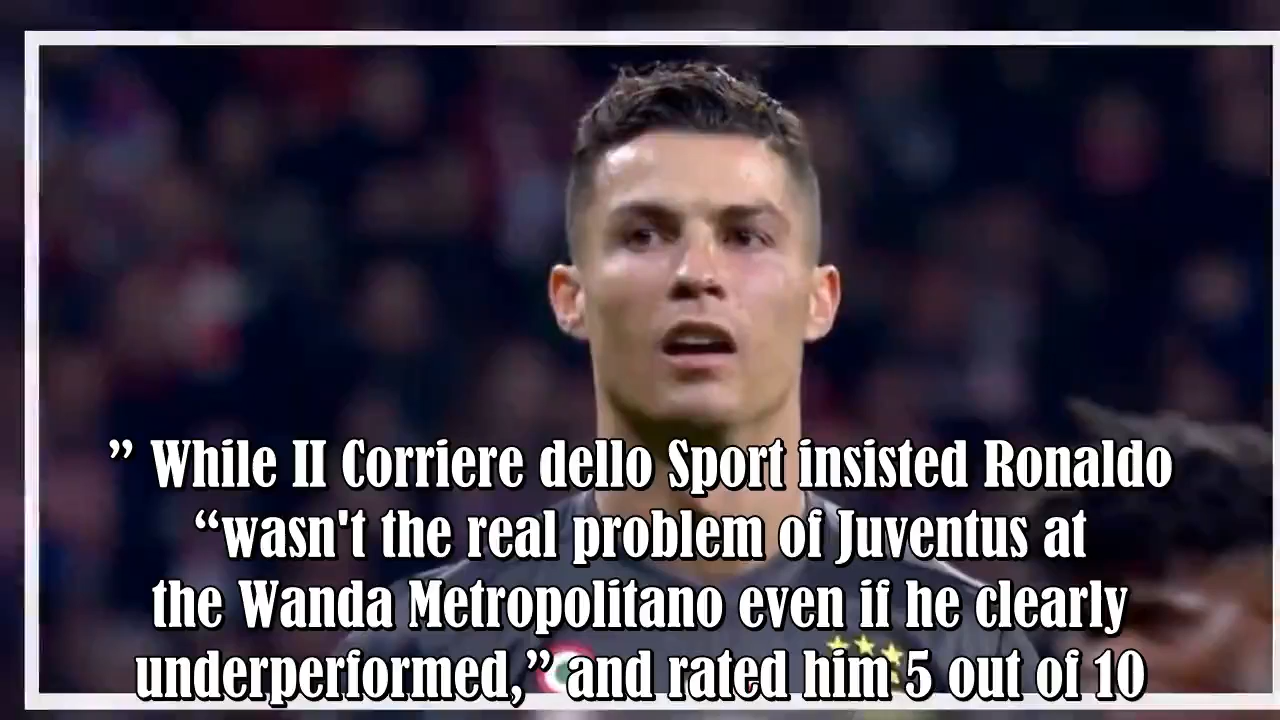 ” While II Corriere dello Sport insisted Ronaldo
“wasn't the real problem of Juventus at
the Wanda Metropolitano even if he clearly
underperformed,” and rated him 5 out of 10